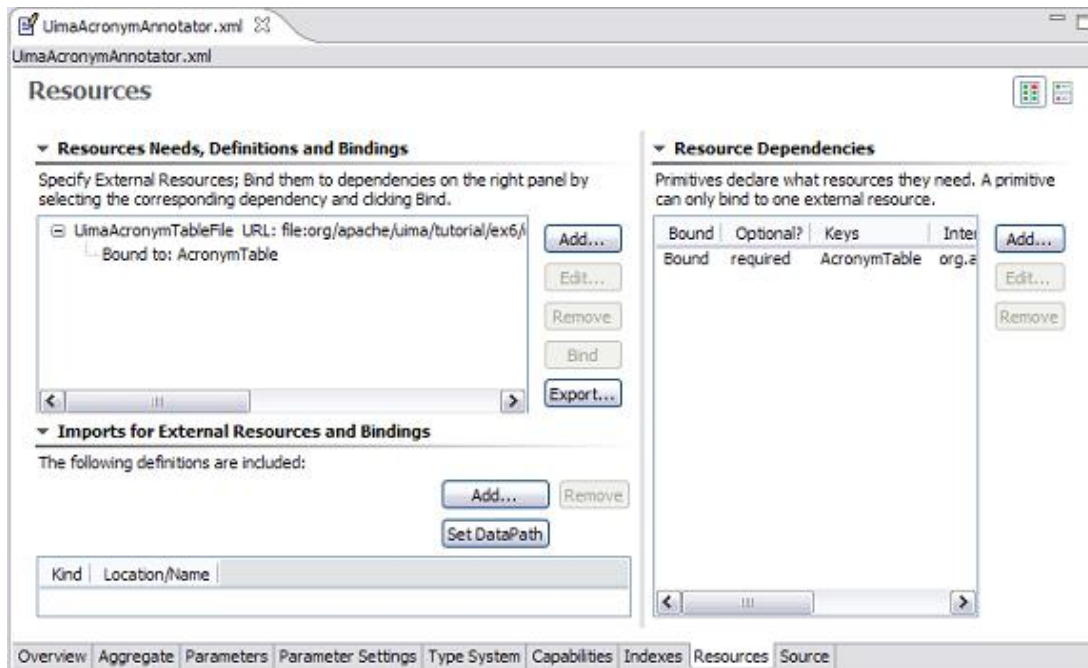 UimaAcronymAnnotator.xml
UimaAcronymAnnotator.xml
Resources
Resources Needs, Definitions and Bindings
Specify External Resources; Bind them to dependencies on the right panel by
selecting the corresponding dependency and clicking Bind.
UimaAcronymTableFile URL: file:org/apache/uima/tutorial/ex6/
Bound to: AcronymTable
Add...
Edit...
Remove
Bind
Export...
Imports for External Resources and Bindings
The following definitions are included:
Add... Remove
Set DataPath
Kind Location/Name
Resource Dependencies
Primitives declare what resources they need. A primitive
can only bind to one external resource.
Bound Optional? Keys Inter
Bound required AcronymTable org.a
Add...
Edit...
Remove
Overview Aggregate Parameters Parameter Settings Type System Capabilities Indexes Resources Source